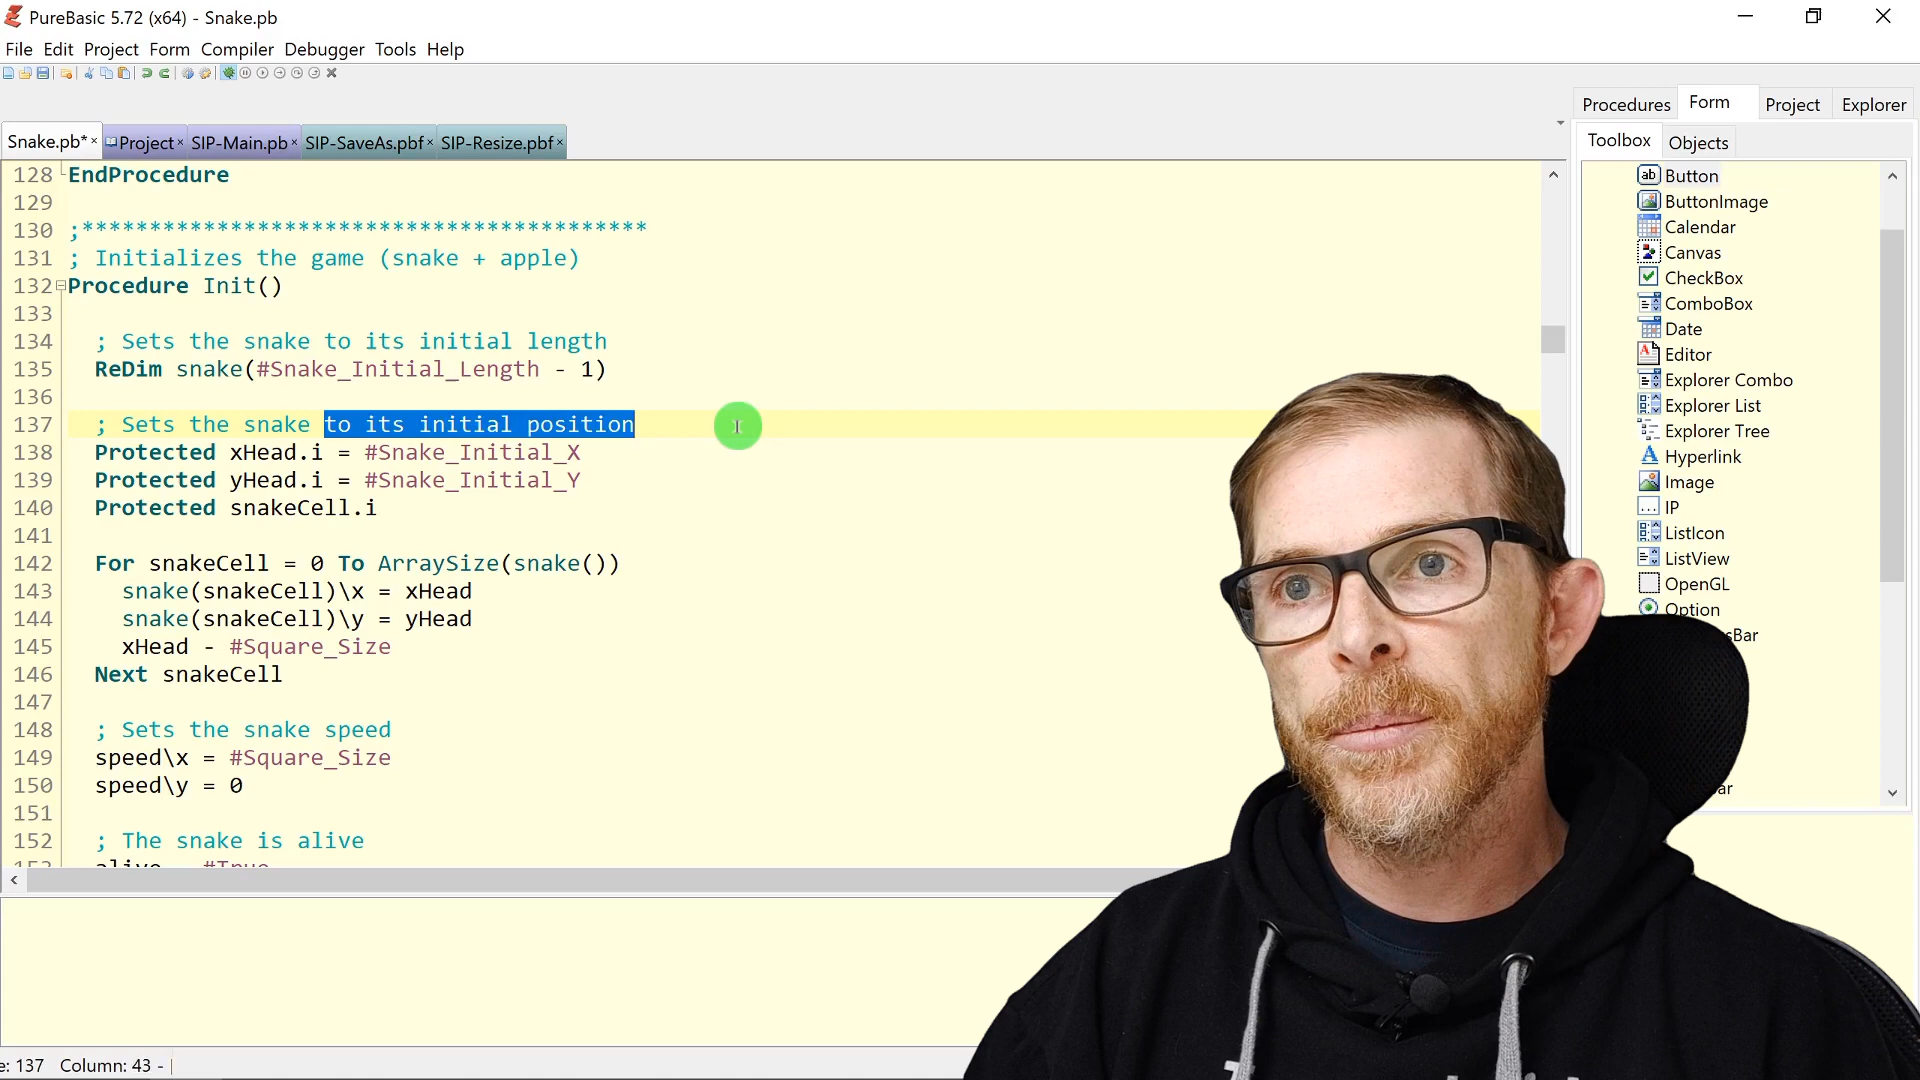 PureBasic 5.72 (x64) - Snake.pb
File Edit Project Form Compiler Debugger Tools Help
Procedures Form Project Explorer
Snake.pb* Project SIP-Main.pb SIP-SaveAs.pbf SIP-Resize.pbf
Toolbox Objects
128 EndProcedure
129
130 ;******************************************
131 ; Initializes the game (snake + apple)
132 Procedure Init()
133
134 ; Sets the snake to its initial length
135 ReDim snake(#Snake_Initial_Length - 1)
136
137 ; Sets the snake to its initial position
138 Protected xHead.i = #Snake_Initial_X
139 Protected yHead.i = #Snake_Initial_Y
140 Protected snakeCell.i
141
142 For snakeCell = 0 To ArraySize(snake())
143 snake(snakeCell)\x = xHead
144 snake(snakeCell)\y = yHead
145 xHead - #Square_Size
146 Next snakeCell
147
148 ; Sets the snake speed
149 speed\x = #Square_Size
150 speed\y = 0
151
152 ; The snake is alive
Button
ButtonImage
Calendar
Canvas
CheckBox
ComboBox
Date
Editor
Explorer Combo
Explorer List
Explorer Tree
Hyperlink
Image
IP
ListIcon
ListView
OpenGL
Option
e: 137 Column: 43 -